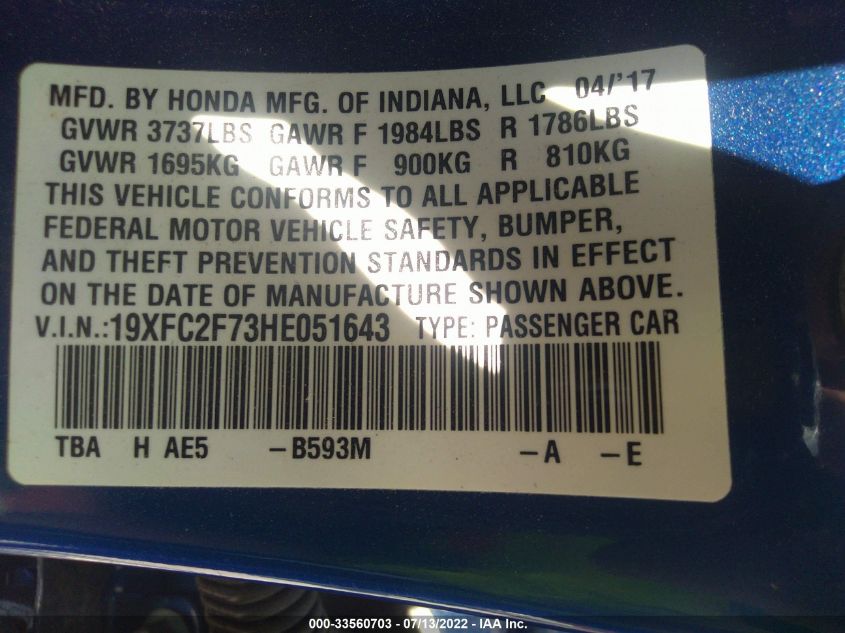 MFD. BY HONDA MFG. OF INDIANA, LLC 04/'17
GVWR 3737LBS GAWR F 1984LBS R 1786LBS
GVWR 1695KG GAWR F 900KG R 810KG
THIS VEHICLE CONFORMS TO ALL APPLICABLE
FEDERAL MOTOR VEHICLE SAFETY, BUMPER,
AND THEFT PREVENTION STANDARDS IN EFFECT
ON THE DATE OF MANUFACTURE SHOWN ABOVE.
V.I.N.:19XFC2F73HE051643 TYPE: PASSENGER CAR
TBA H AE5 -B593M -A -E
000-33560703 - 07/13/2022 - IAA Inc.